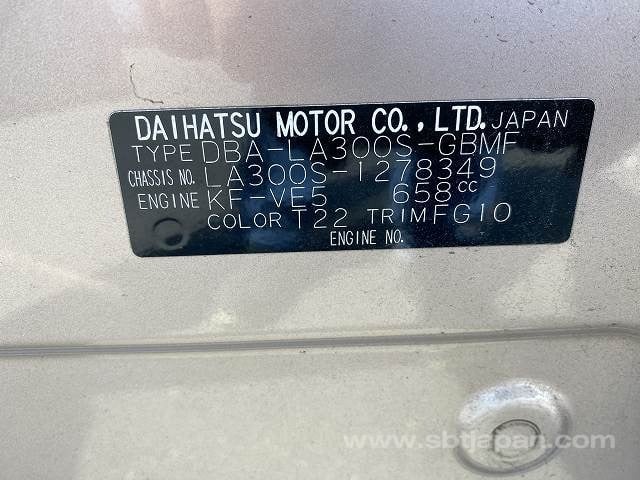 DAIHATSU MOTOR CO., LTD. JAPAN
TYPE DBA-LA300S-GBMF
CHASSIS NO. LA300S-1278349
ENGINE KF-VE5 658cc
COLOR T22 TRIM FG10
ENGINE NO.
www.sbtjapan.com